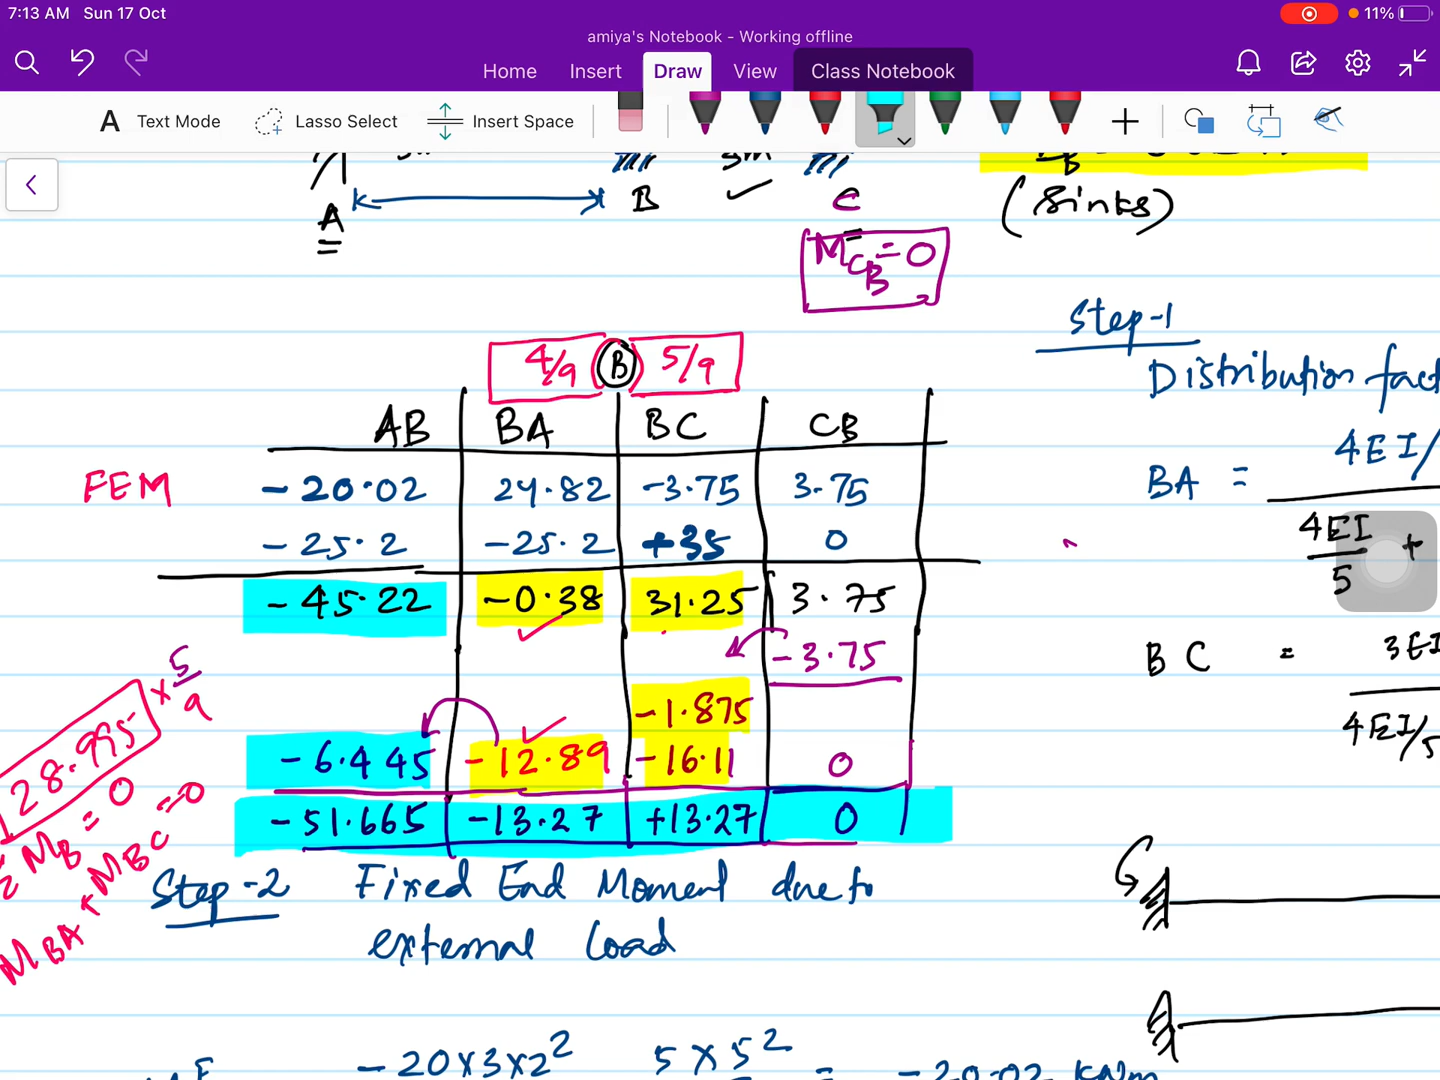 7:13 AM Sun 17 Oct
11%
amiya's Notebook - Working offline
Home Insert Draw View Class Notebook
A Text Mode Lasso Select Insert Space
3m
A B C
(Sinks)
M_CB = 0
Step-1
Distribution fact
4/9 B 5/9
AB BA BC CB
BA = 4EI/
4EI/5 +
FEM -20.02 24.82 -3.75 3.75
-25.2 -25.2 +35 0
-45.22 -0.38 31.25 3.75
-3.75
BC = 3EI
4EI/5
-1.875
-6.445 -12.89 -16.11 0
-51.665 -13.27 +13.27 0
28.995 × 5/9
M_B = 0
M_BA + M_BC = 0
Step-2 Fixed End Moment due to
external load
-20×3×2² 5×5²
= -20.02 kNm